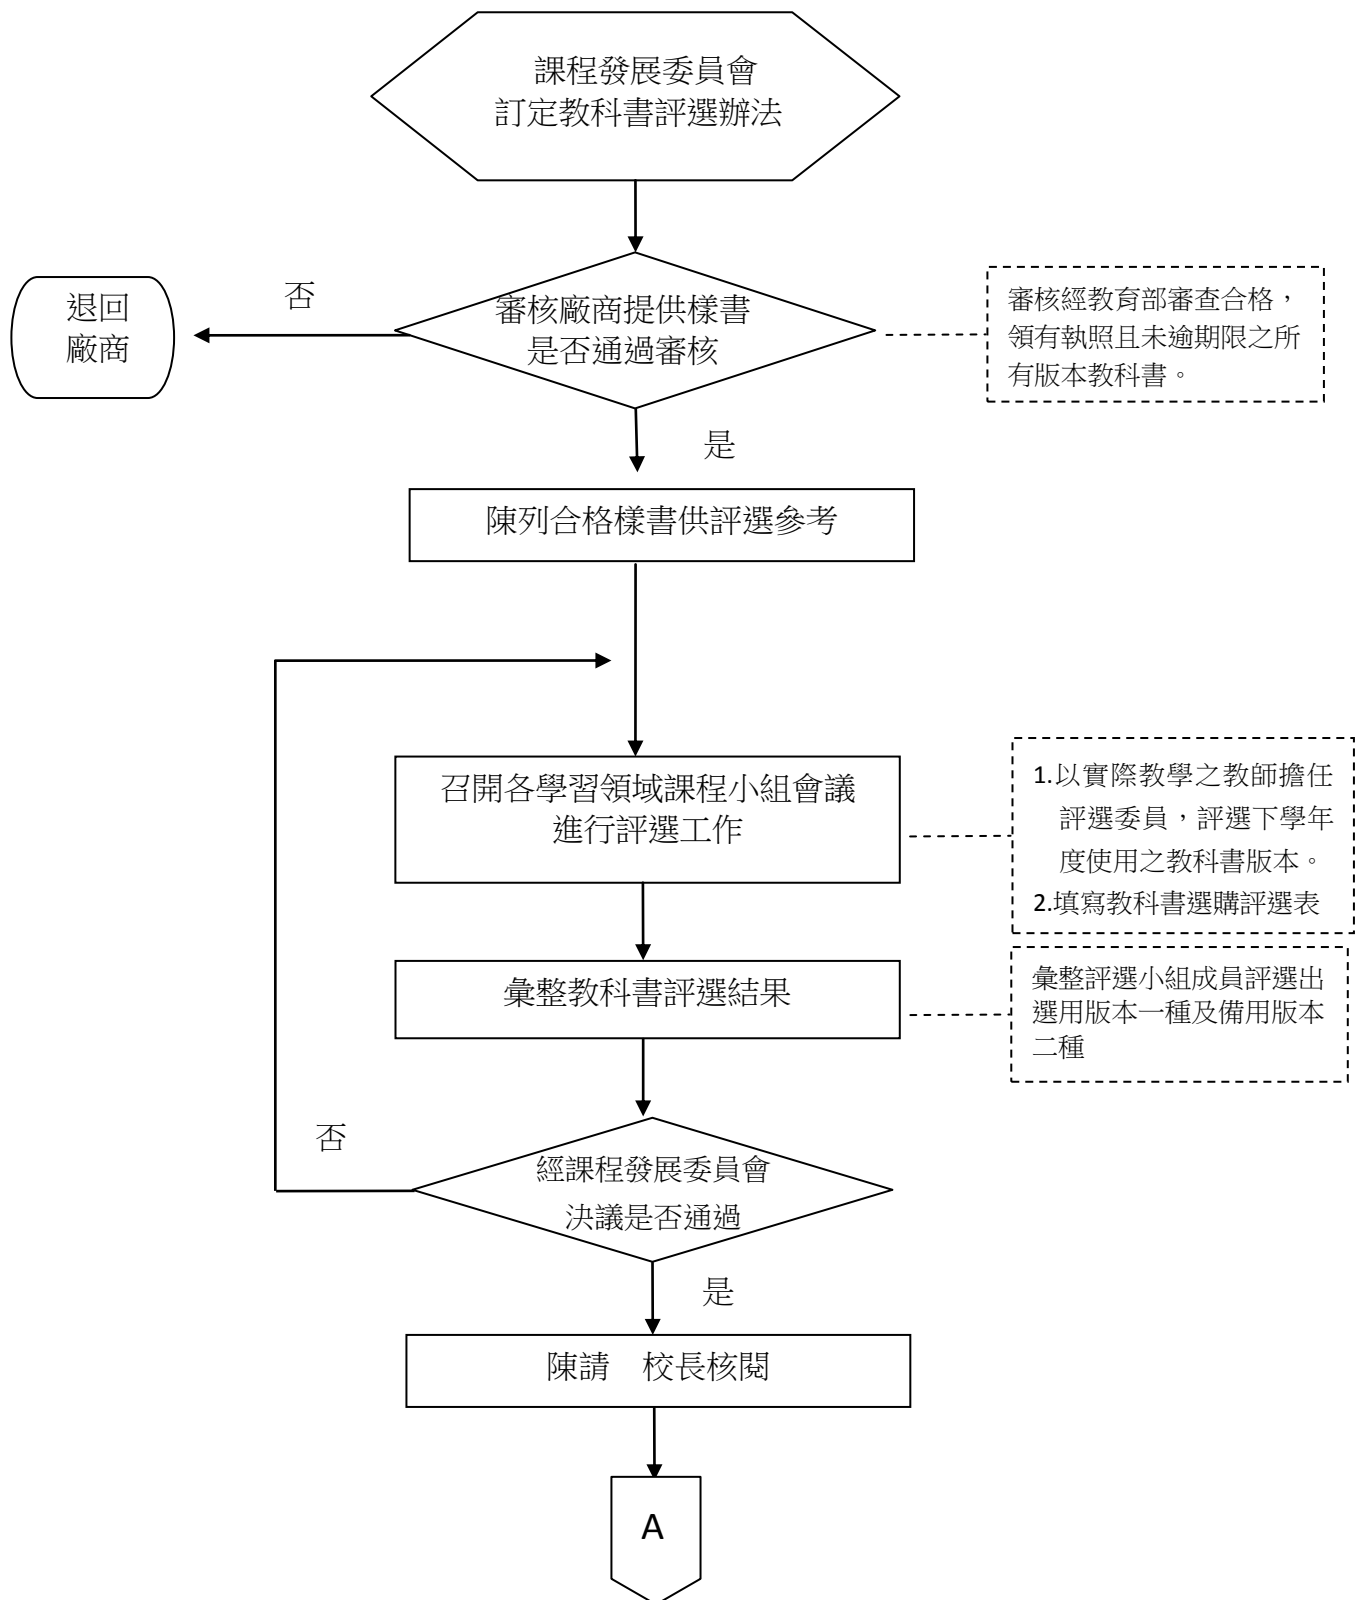 課程發展委員會
訂定教科書評選辦法
退回
廠商
否
審核廠商提供樣書
是否通過審核
審核經教育部審查合格，
領有執照且未逾期限之所
有版本教科書。
是
陳列合格樣書供評選參考
召開各學習領域課程小組會議
進行評選工作
1.以實際教學之教師擔任
評選委員，評選下學年
度使用之教科書版本。
2.填寫教科書選購評選表
彙整教科書評選結果
彙整評選小組成員評選出
選用版本一種及備用版本
二種
否
經課程發展委員會
決議是否通過
是
陳請　校長核閱
A